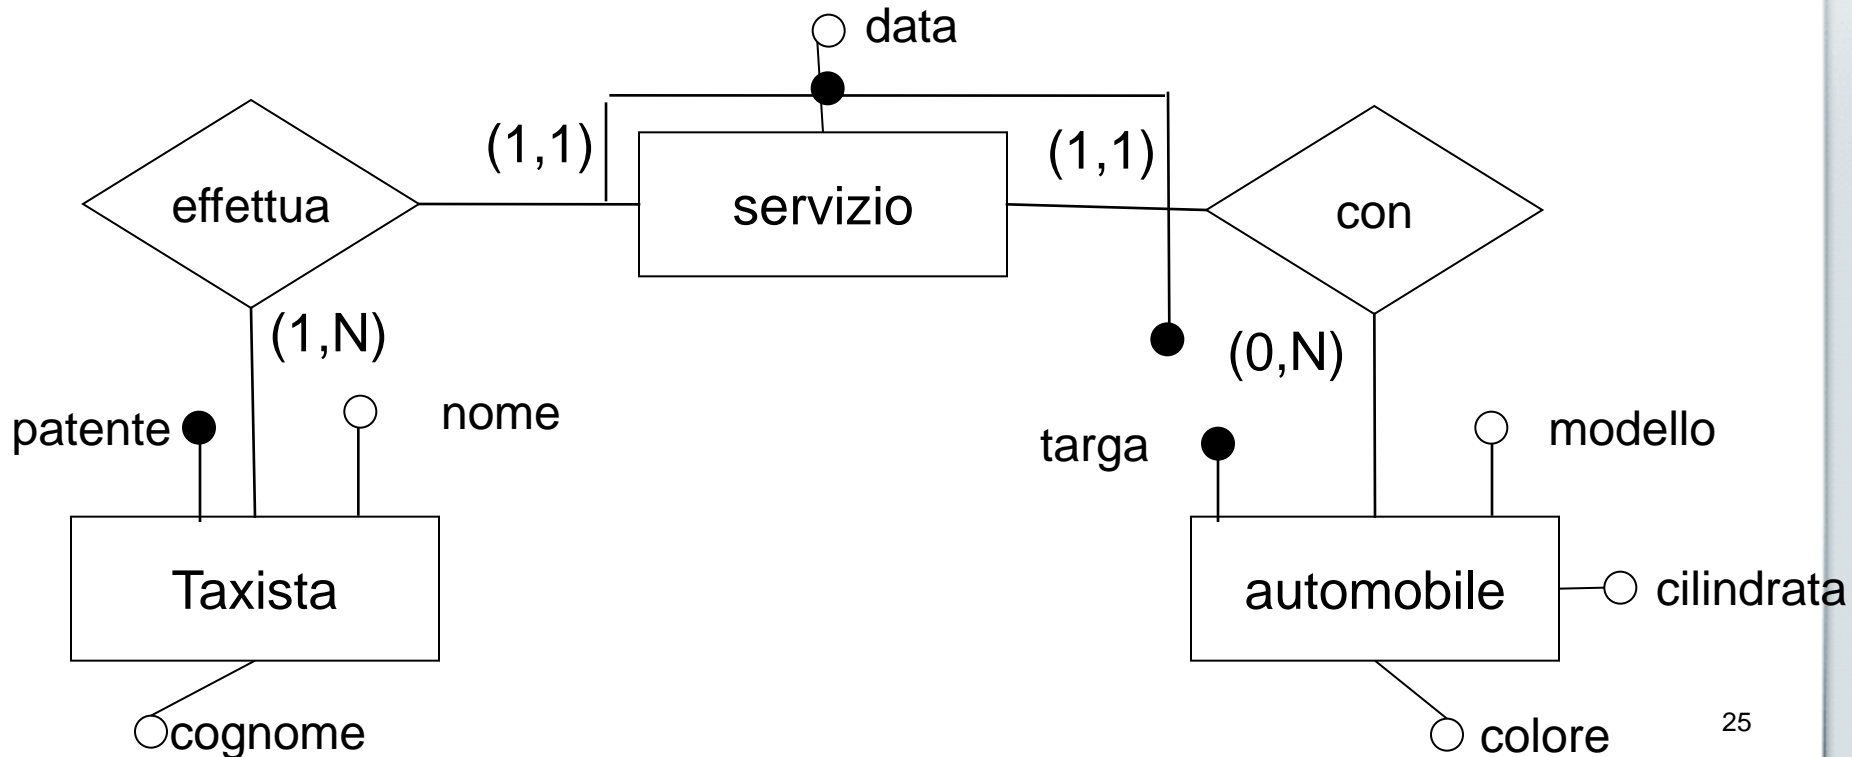 data
(1,1)
(1,1)
effettua
servizio
con
(1,N)
(0,N)
patente
nome
targa
modello
Taxista
automobile
cilindrata
cognome
colore
25